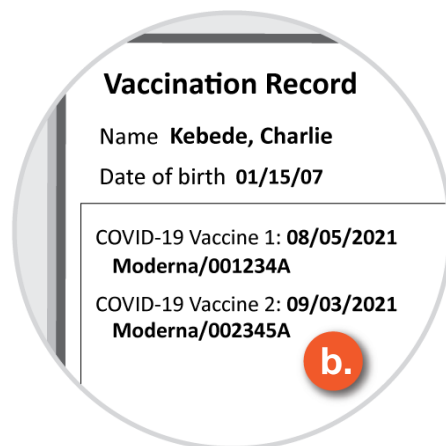 Vaccination Record
Name Kebede, Charlie
Date of birth 01/15/07
COVID-19 Vaccine 1: 08/05/2021
Moderna/001234A
COVID-19 Vaccine 2: 09/03/2021
Moderna/002345A
b.